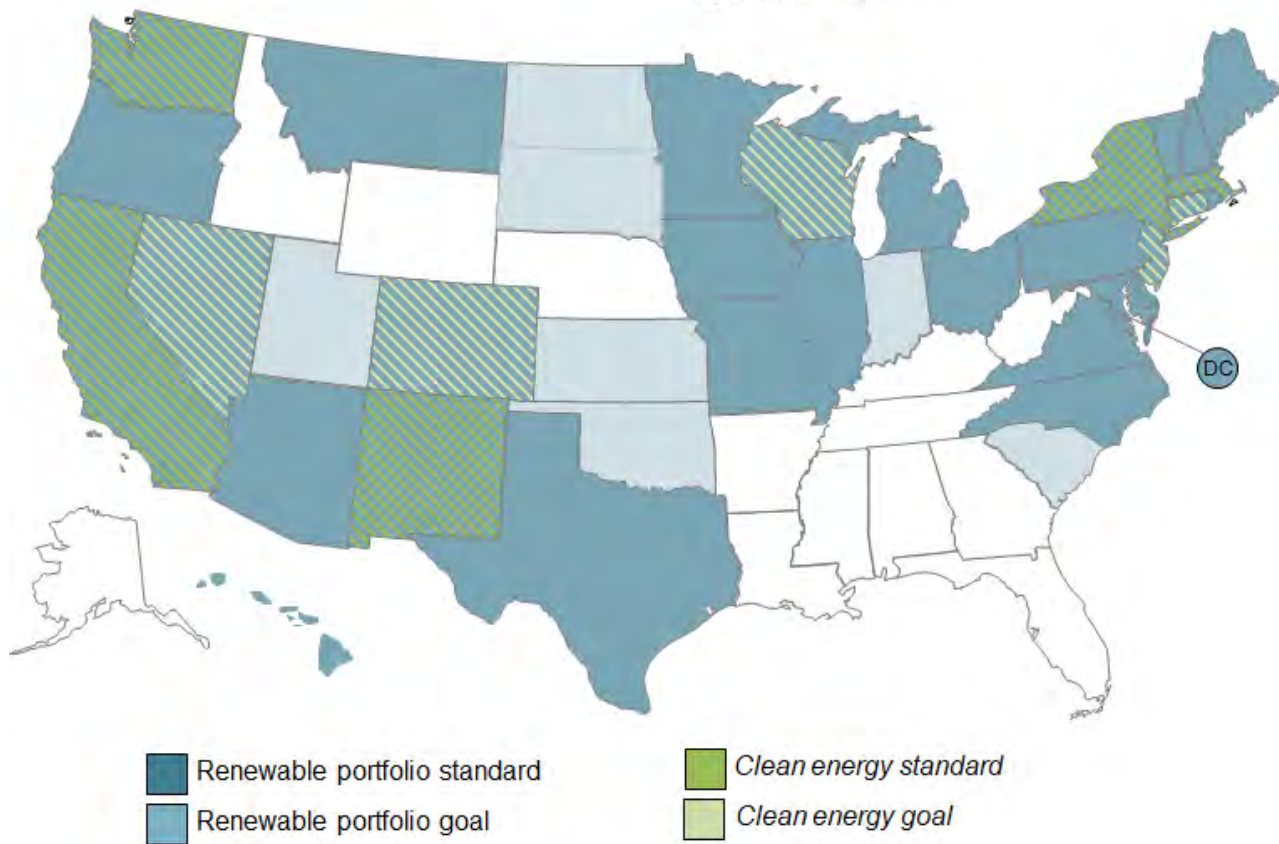 DC
Renewable portfolio standard
Clean energy standard
Renewable portfolio goal
Clean energy goal